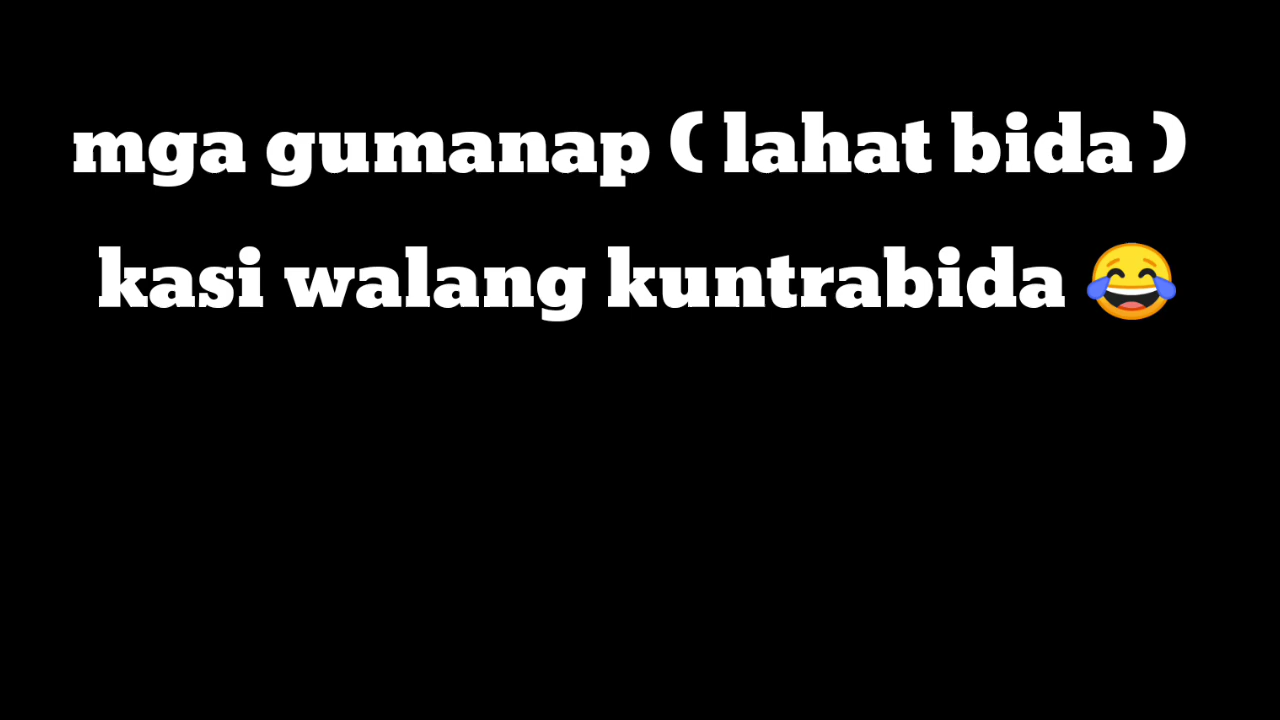 mga gumanap ( lahat bida )
kasi walang kuntrabida 😂